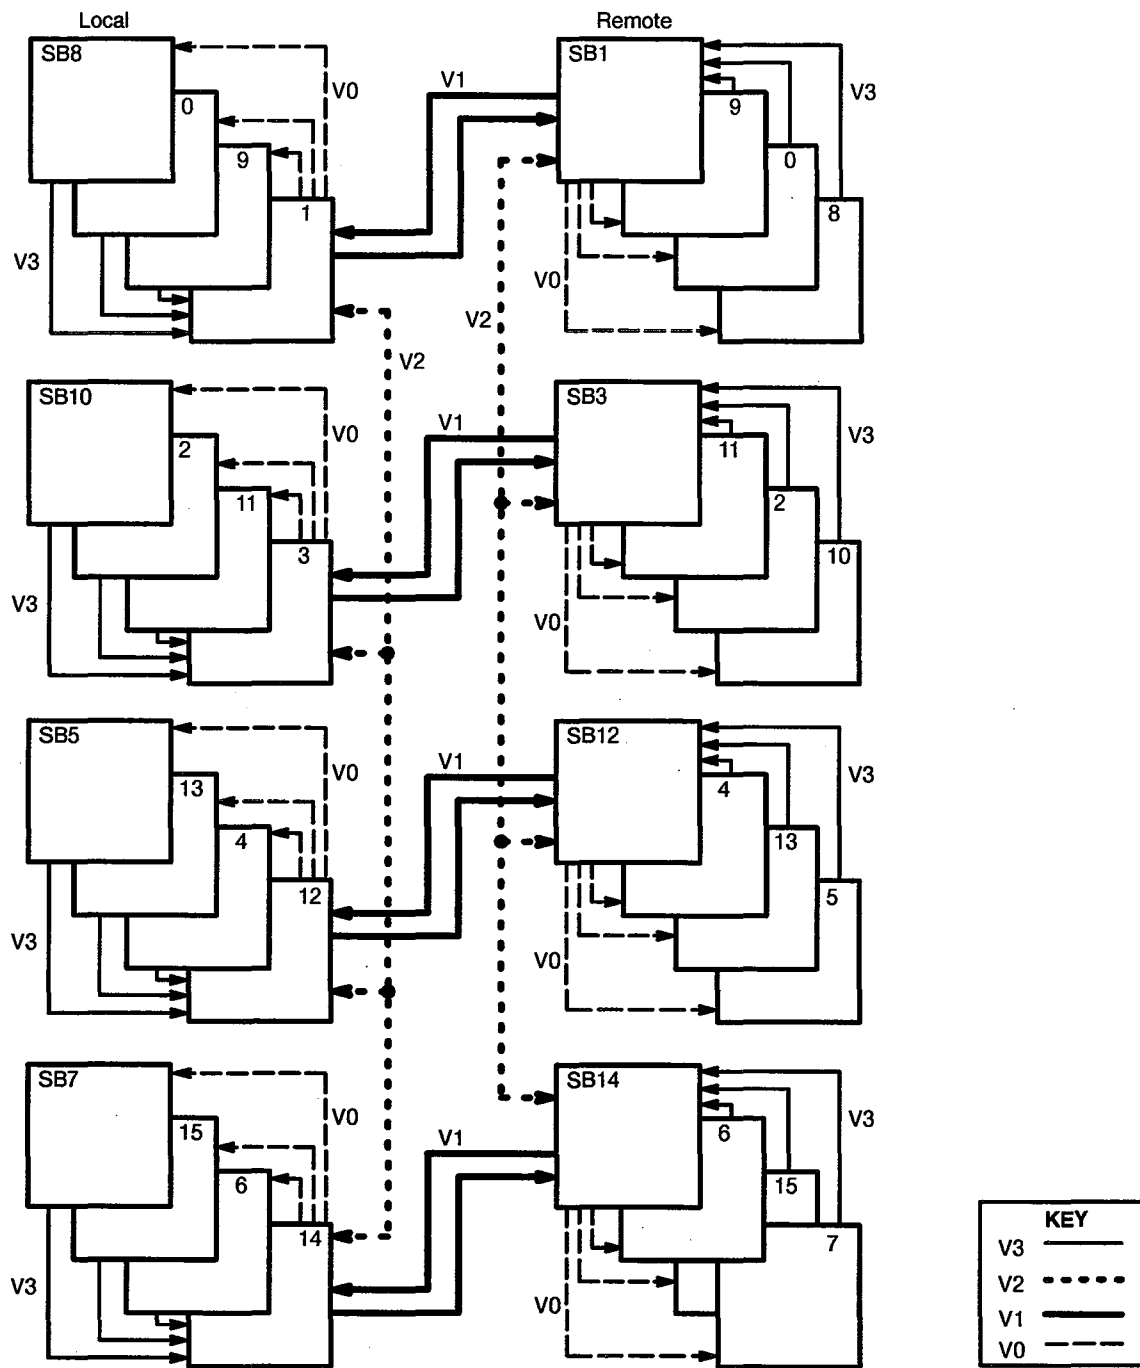 Local Remote
SB8 SB1
V0 V1 V3
0 9
9 0
1 8
V3 V0
V2
V2
SB10 SB3
V0 V1 V3
2 11
11 2
3 10
V3 V0
SB5 SB12
V0 V1 V3
13 4
4 13
12 5
V3 V0
SB7 SB14
V0 V1 V3
15 6
6 15
14 7
V3 V0
KEY
V3
V2
V1
V0